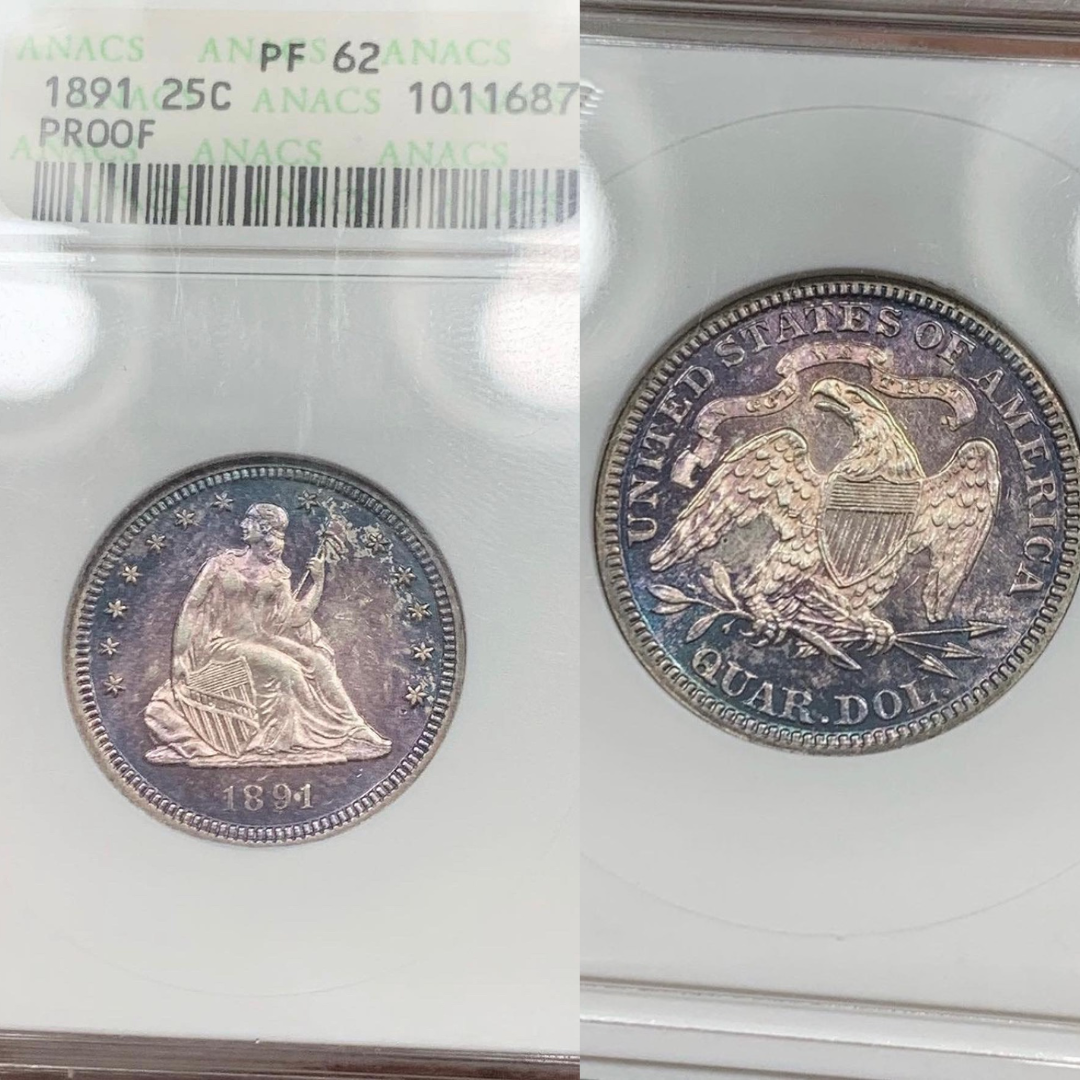 ANACS ANACS ANACS
PF 62
1891 25C ANACS 1011687
PROOF
ANACS ANACS ANACS
1891
UNITED STATES OF AMERICA
QUAR. DOL.